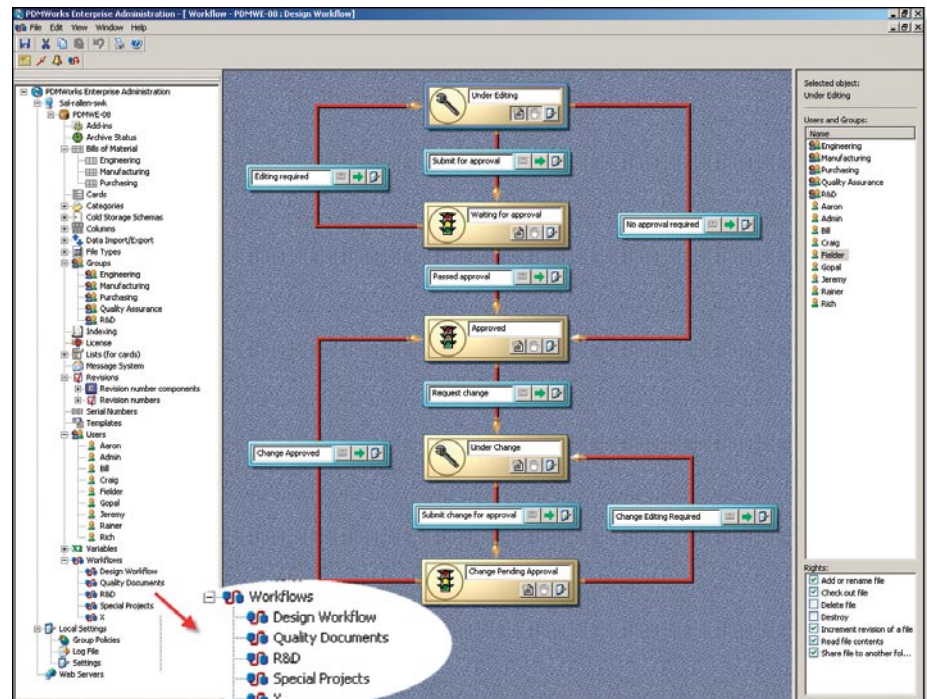 PDMWorks Enterprise Administration - [ Workflow - PDMWE-00 : Design Workflow]
File Edit View Window Help
PDMWorks Enterprise Administration
Sal-rallen-swk
PDMWE-00
Add-ins
Archive Status
Bills of Material
Engineering
Manufacturing
Purchasing
Cards
Categories
Cold Storage Schemas
Columns
Data Import/Export
File Types
Groups
Engineering
Manufacturing
Purchasing
Quality Assurance
R&D
Indexing
License
Lists (for cards)
Message System
Revisions
Revision number components
Revision numbers
Serial Numbers
Templates
Users
Aaron
Admin
Bill
Craig
Fielder
Gopal
Jeremy
Rainer
Rich
Variables
Workflows
Design Workflow
Quality Documents
R&D
Special Projects
X
Local Settings
Group Policies
Log File
Settings
Web Servers
Workflows
Design Workflow
Quality Documents
R&D
Special Projects
X
Under Editing
Submit for approval
Editing required
Waiting for approval
No approval required
Passed approval
Approved
Request change
Change Approved
Under Change
Submit change for approval
Change Editing Required
Change Pending Approval
Selected object:
Under Editing
Users and Groups:
Name
Engineering
Manufacturing
Purchasing
Quality Assurance
R&D
Aaron
Admin
Bill
Craig
Fielder
Gopal
Jeremy
Rainer
Rich
Rights:
Add or rename file
Check out file
Delete file
Destroy
Increment revision of a file
Read file contents
Share file to another fol...